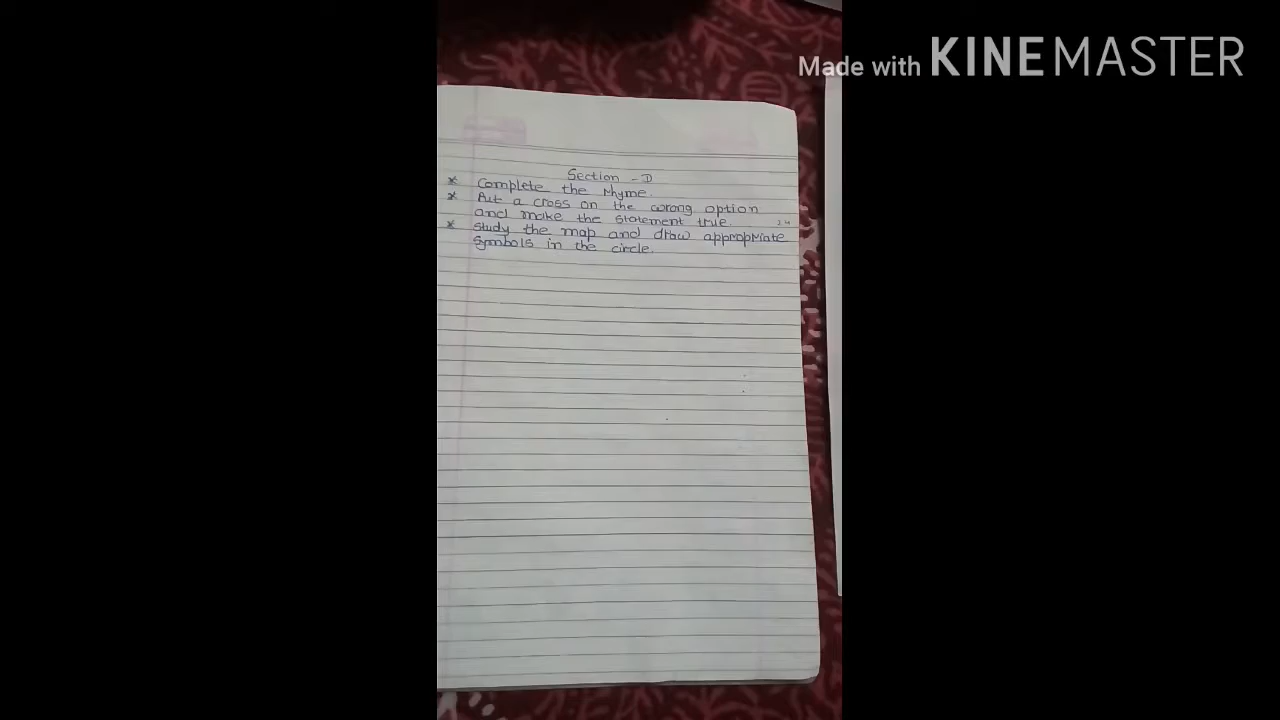 Made with KINEMASTER
Section - D
* Complete the rhyme.
* Put a cross on the wrong option
and make the statement true.
* Study the map and draw appropriate
symbols in the circle.